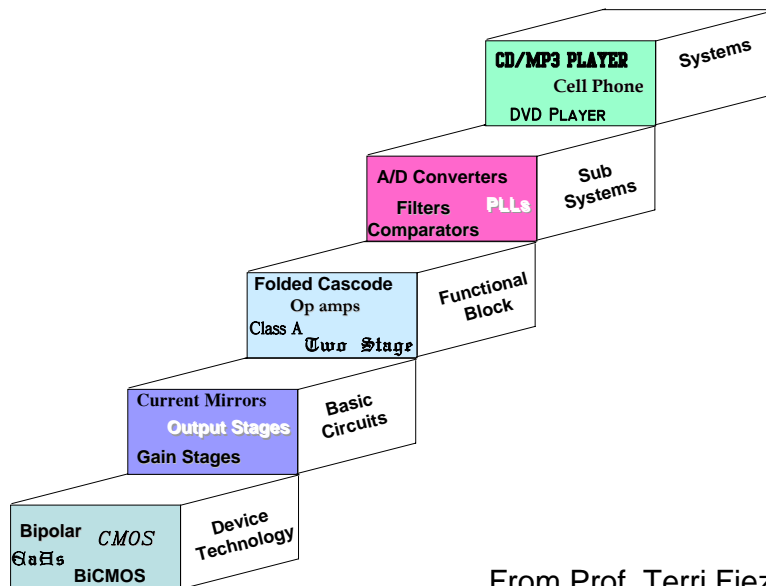 CD/MP3 PLAYER
Cell Phone
DVD PLAYER
Systems
A/D Converters
Filters PLLs
Comparators
Sub
Systems
Folded Cascode
Op amps
Class A
Two Stage
Functional
Block
Current Mirrors
Output Stages
Gain Stages
Basic
Circuits
Bipolar CMOS
GaAs
BiCMOS
Device
Technology
From Prof. Terri Fiez